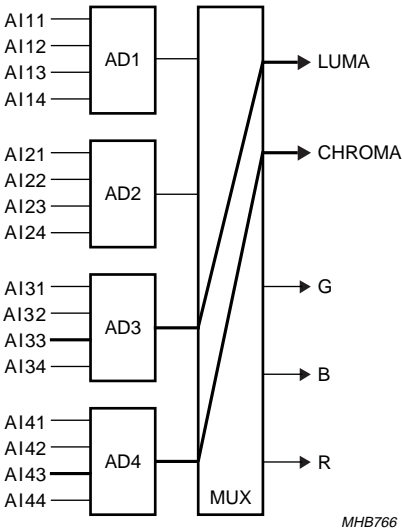 AI11
AI12
AI13
AI14
AD1
LUMA
CHROMA
AI21
AI22
AI23
AI24
AD2
AI31
AI32
AI33
AI34
AD3
G
B
AI41
AI42
AI43
AI44
AD4
R
MUX
MHB766